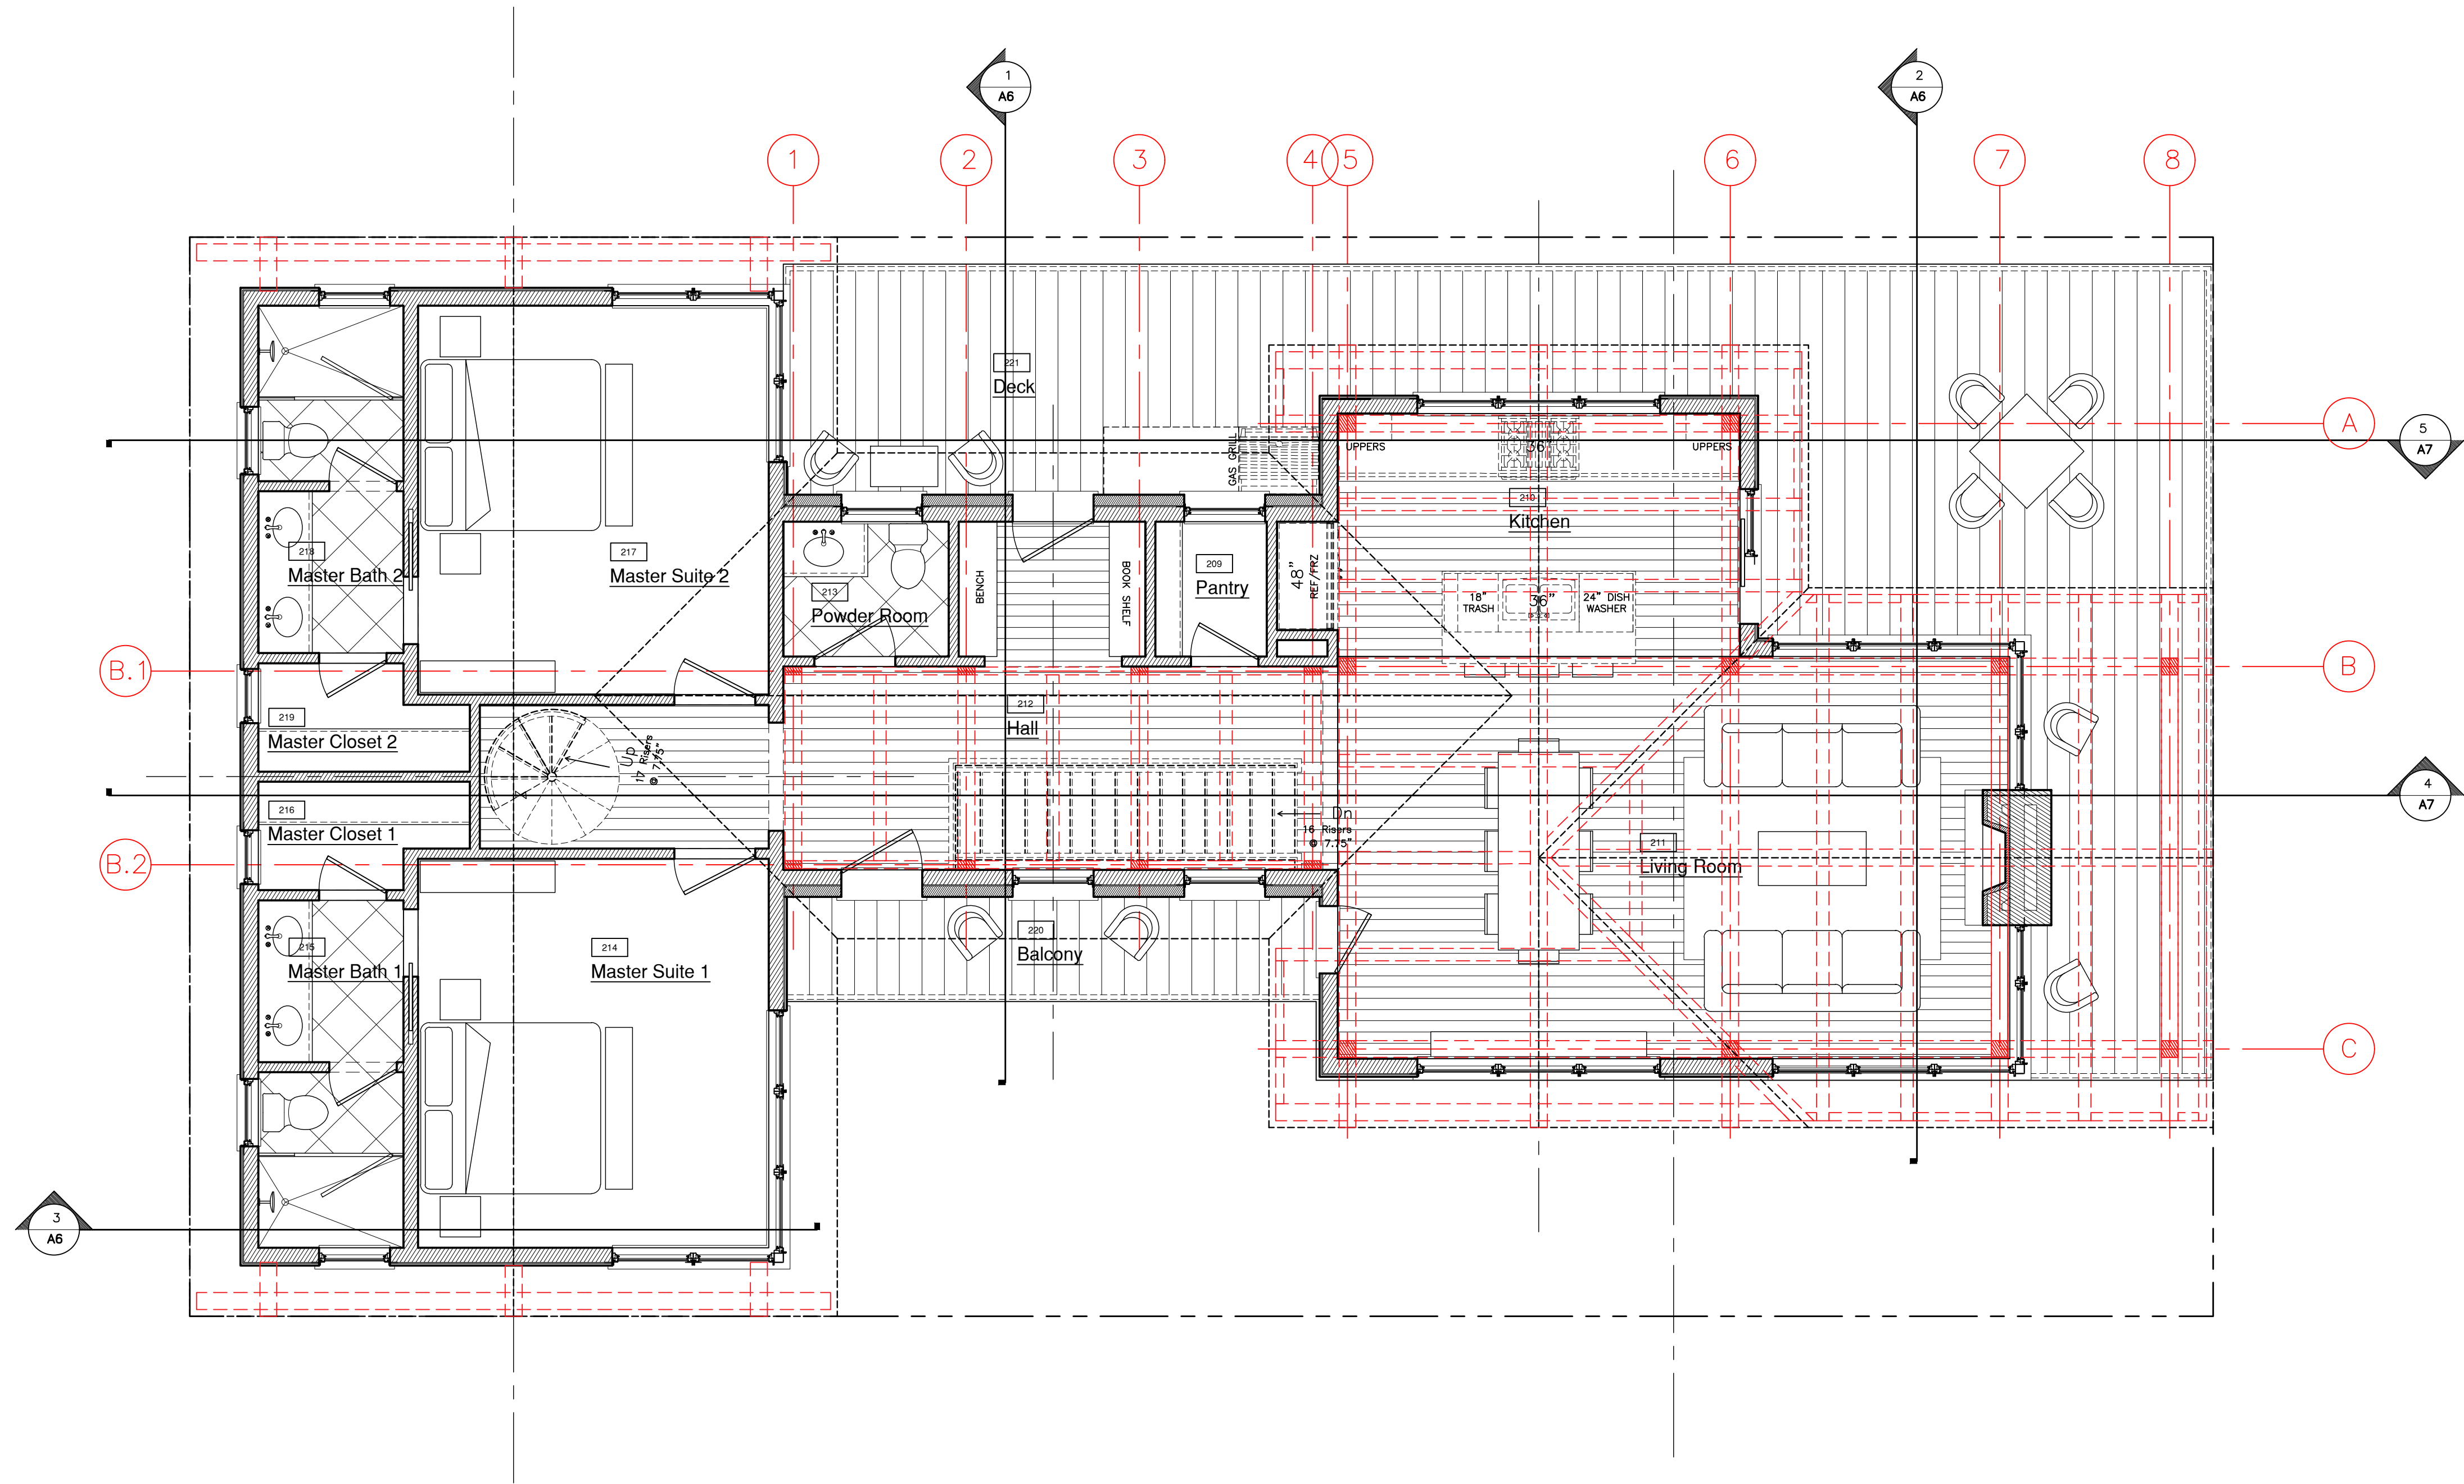 1
A6
2
A6
1
2
3
4
5
6
7
8
A
5
A7
221
Deck
GAS GRILL
UPPERS
36"
UPPERS
210
Kitchen
218
Master Bath 2
217
Master Suite 2
213
Powder Room
BENCH
BOOK SHELF
209
Pantry
48"
REF/FRZ
18"
TRASH
36"
24" DISH
WASHER
B.1
B
219
Master Closet 2
Up
17 Risers
@ 7.75"
212
Hall
216
Master Closet 1
Dn
16 Risers
@ 7.75"
4
A7
B.2
211
Living Room
215
Master Bath 1
214
Master Suite 1
220
Balcony
C
3
A6